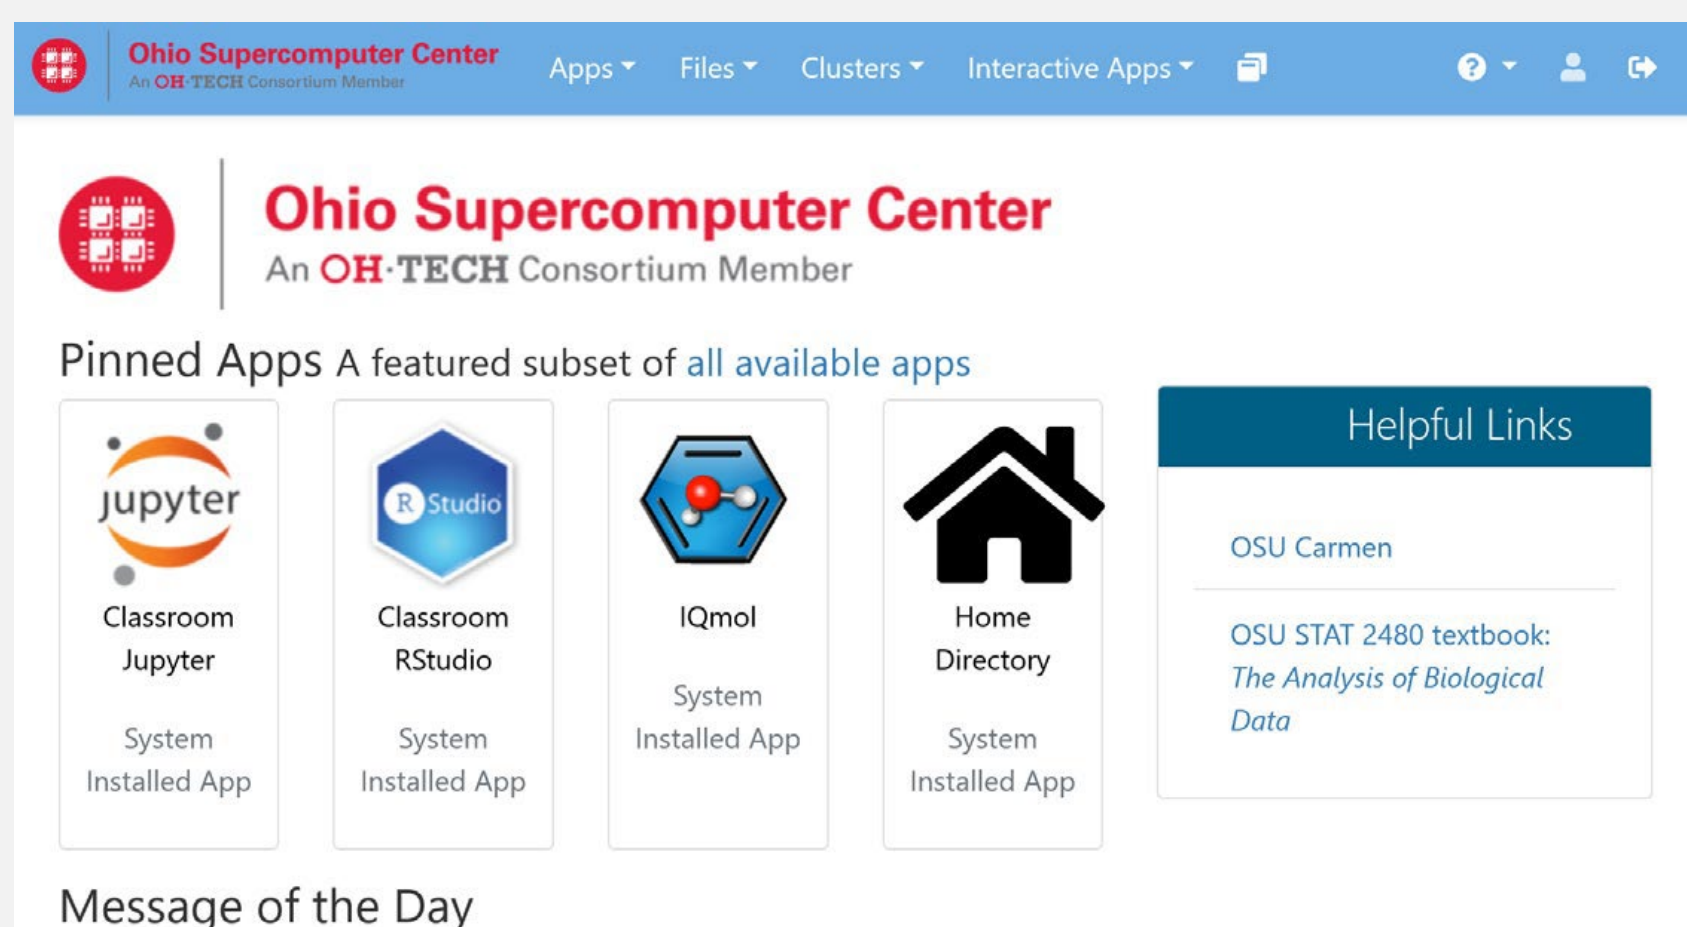 Ohio Supercomputer Center
An OH·TECH Consortium Member
Apps
Files
Clusters
Interactive Apps
?
Ohio Supercomputer Center
An OH·TECH Consortium Member
Pinned Apps A featured subset of all available apps
jupyter
Classroom
Jupyter
System
Installed App
R Studio
Classroom
RStudio
System
Installed App
IQmol
System
Installed App
Home
Directory
System
Installed App
Helpful Links
OSU Carmen
OSU STAT 2480 textbook:
The Analysis of Biological
Data
Message of the Day